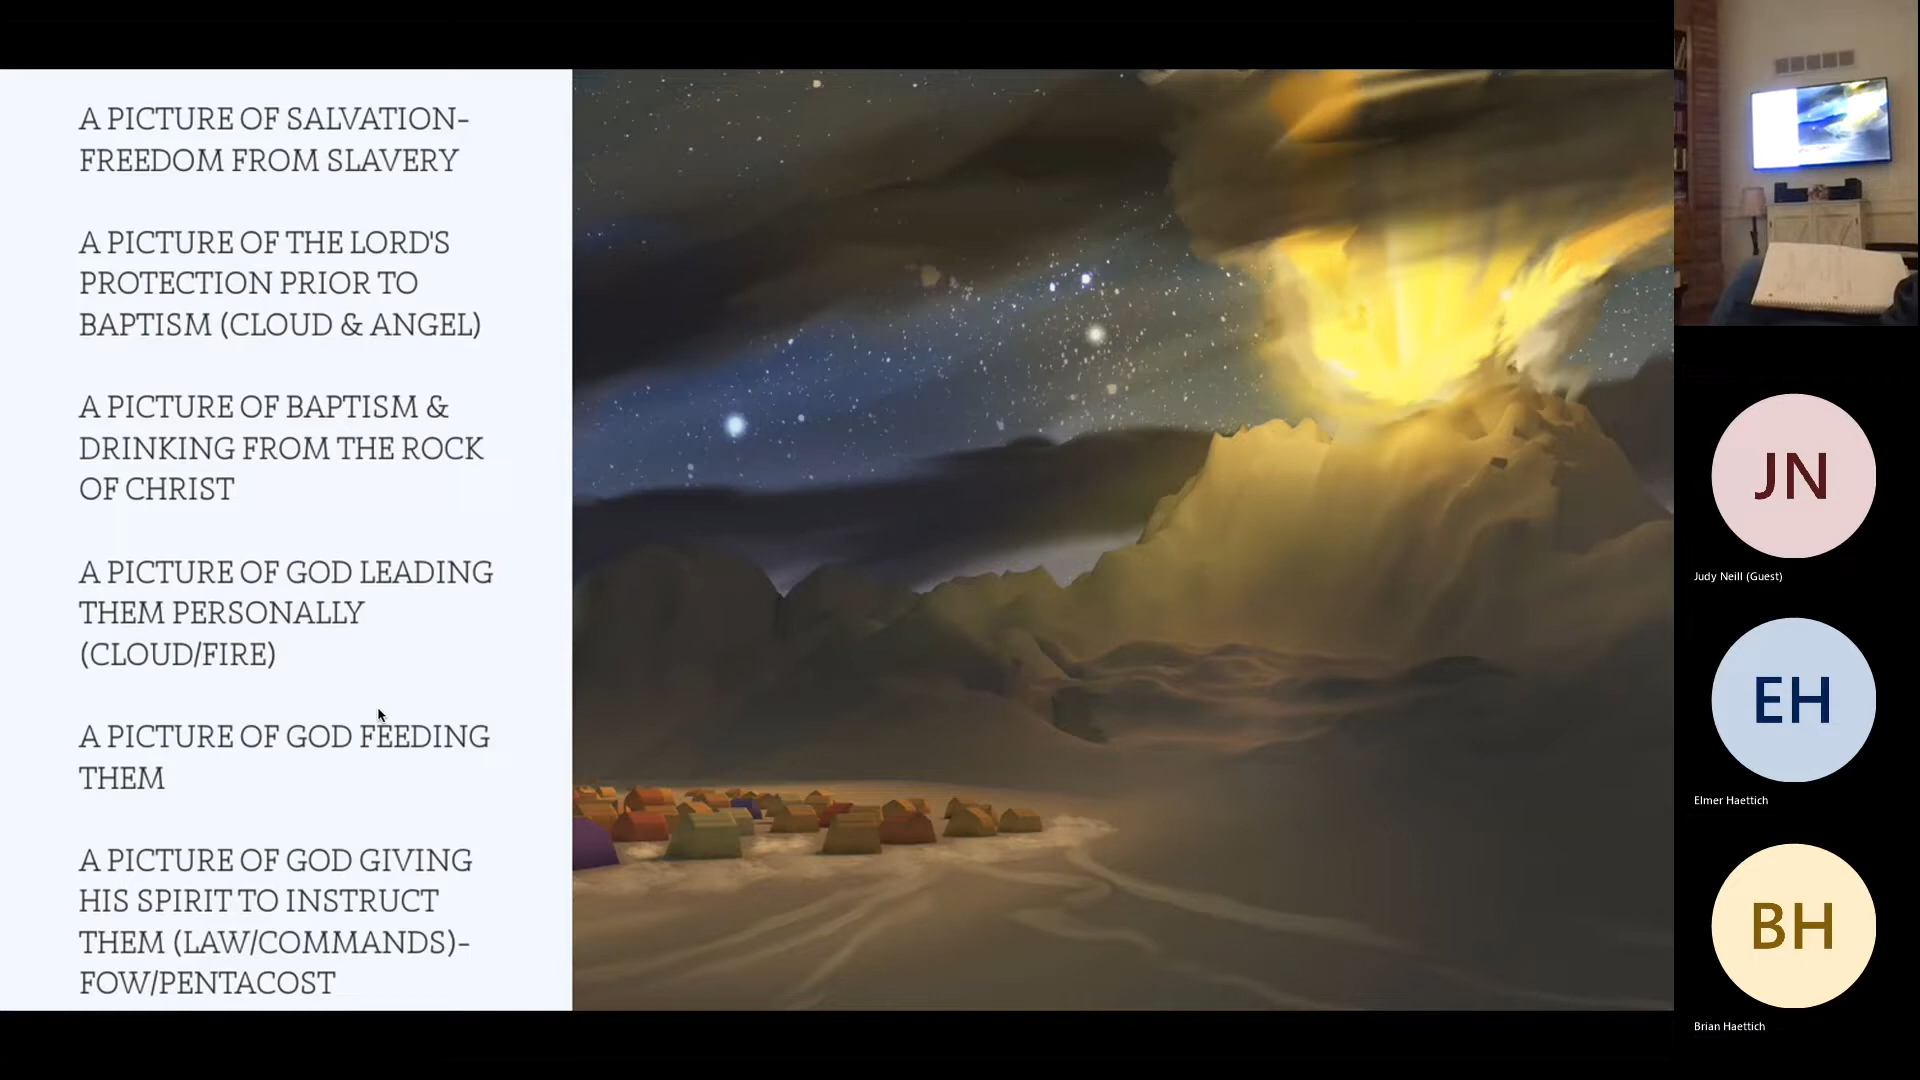 A PICTURE OF SALVATION-
FREEDOM FROM SLAVERY
A PICTURE OF THE LORD'S
PROTECTION PRIOR TO
BAPTISM (CLOUD & ANGEL)
A PICTURE OF BAPTISM &
DRINKING FROM THE ROCK
OF CHRIST
A PICTURE OF GOD LEADING
THEM PERSONALLY
(CLOUD/FIRE)
A PICTURE OF GOD FEEDING
THEM
A PICTURE OF GOD GIVING
HIS SPIRIT TO INSTRUCT
THEM (LAW/COMMANDS)-
FOW/PENTACOST
JN
Judy Neill (Guest)
EH
Elmer Haettich
BH
Brian Haettich